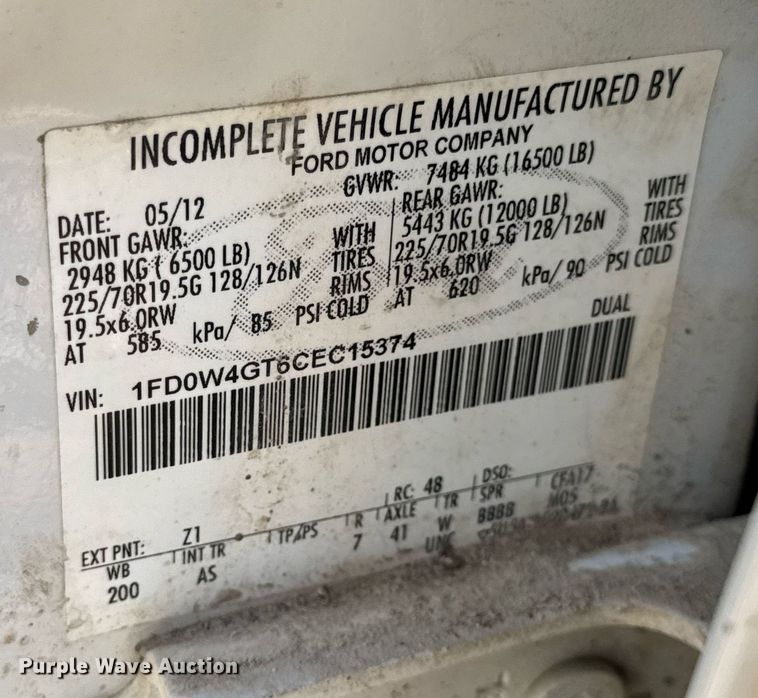 INCOMPLETE VEHICLE MANUFACTURED BY
FORD MOTOR COMPANY
DATE: 05/12 GVWR: 7484 KG (16500 LB)
FRONT GAWR: REAR GAWR:
2948 KG ( 6500 LB) WITH 5443 KG (12000 LB) WITH
225/70R19.5G 128/126N TIRES 225/70R19.5G 128/126N TIRES
19.5x6.0RW RIMS 19.5x6.0RW RIMS
AT 585 kPa/ 85 PSI COLD AT 620 kPa/ 90 PSI COLD
DUAL
VIN: 1FD0W4GT6CEC15374
EXT PNT: Z1 RC: 48 DSO:
WB INT TR TP/PS R AXLE TR SPR CFA17
200 AS 7 41 W BBBB MOS
UNC
Purple Wave Auction